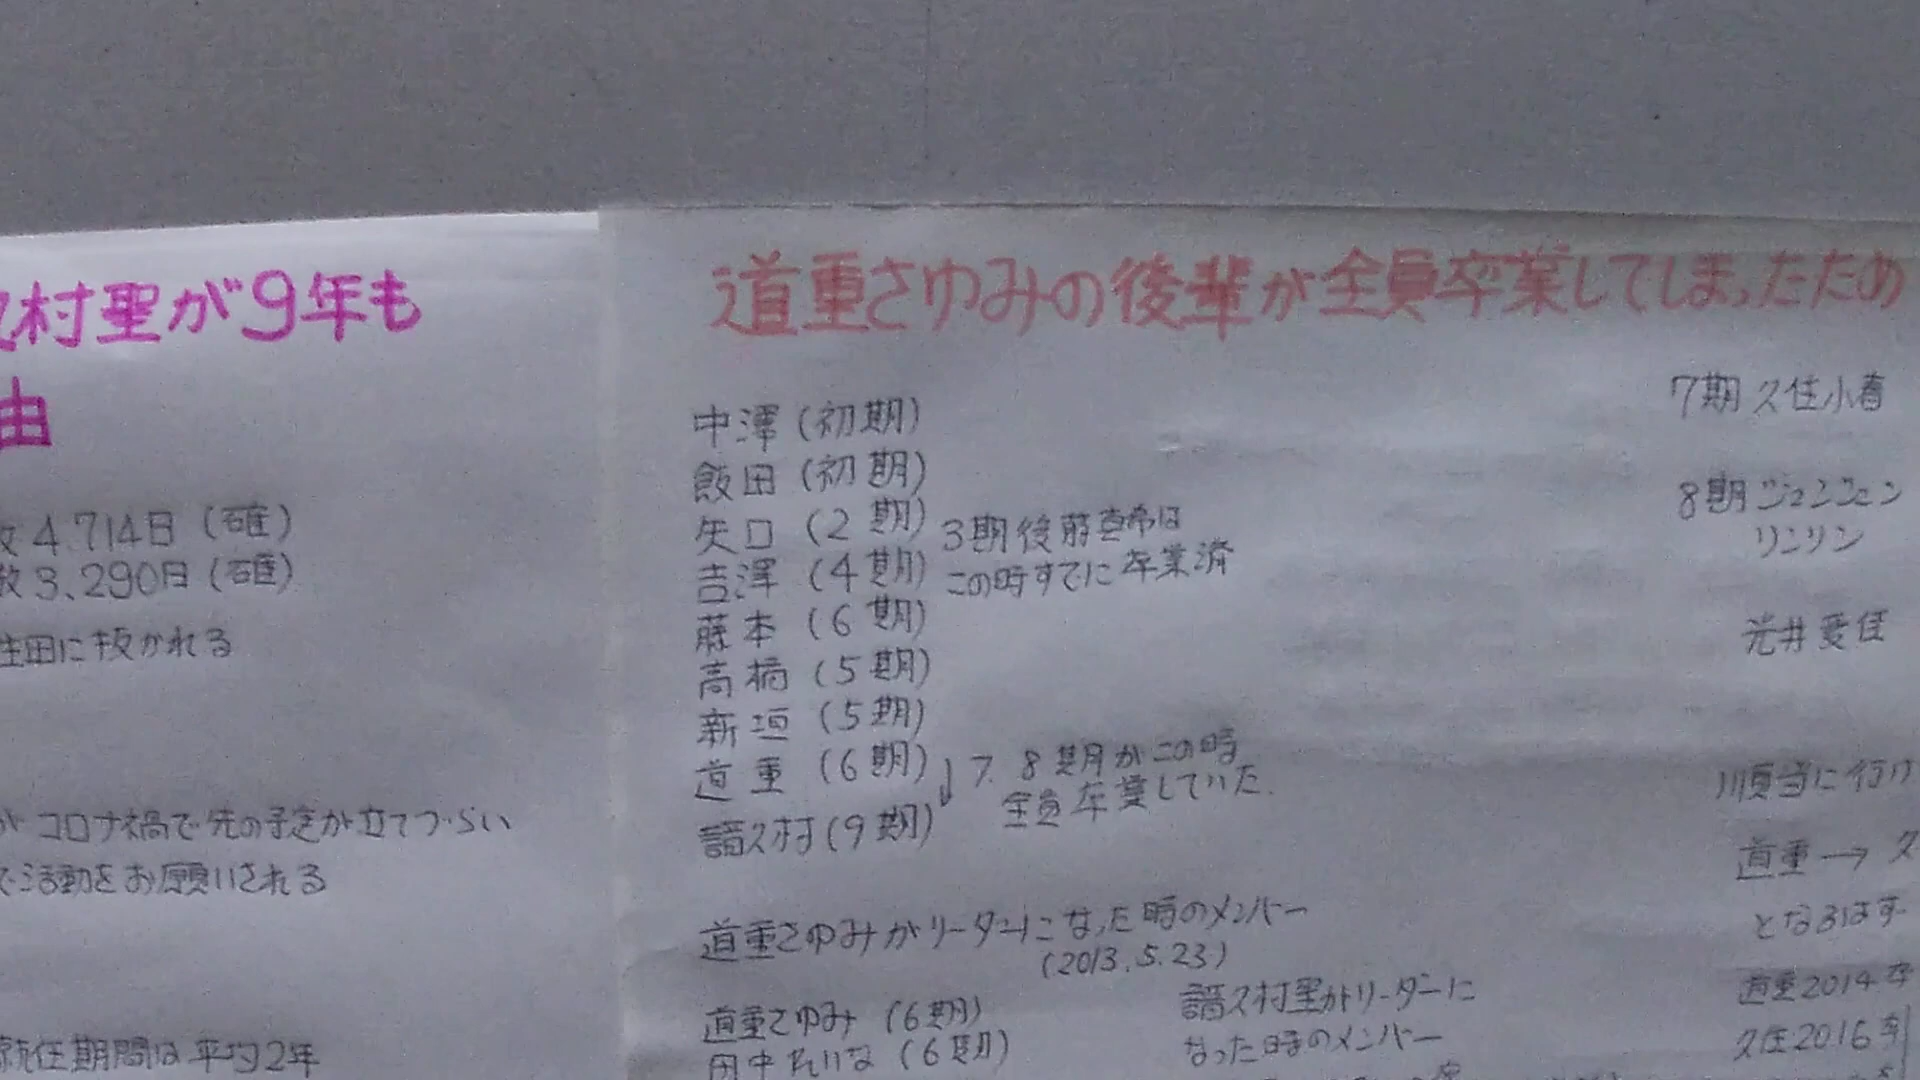 村聖が9年も
由
4.714日(確)
3.290日(確)
生田に抜かれる
コロナ禍で先の予定が立てづらい
で活動をお願いされる
就任期間は平均2年
道重さゆみの後輩が全員卒業してしまったため
中澤(初期)
飯田(初期)
矢口(2期)
吉澤(4期)
藤本(6期)
高橋(5期)
新垣(5期)
道重(6期)
譜久村(9期)
3期後藤真希は
この時すでに卒業済
7.8期がこの時
全員卒業していた.
道重さゆみがリーダーになった時のメンバー
(2013.5.23)
道重さゆみ(6期)
田中れいな(6期)
譜久村聖がリーダーに
なった時のメンバー
7期 久住小春
8期 ジュンジュン
リンリン
光井愛佳
順当に行け
道重→久
となるはず
道重2014卒
久住2016卒